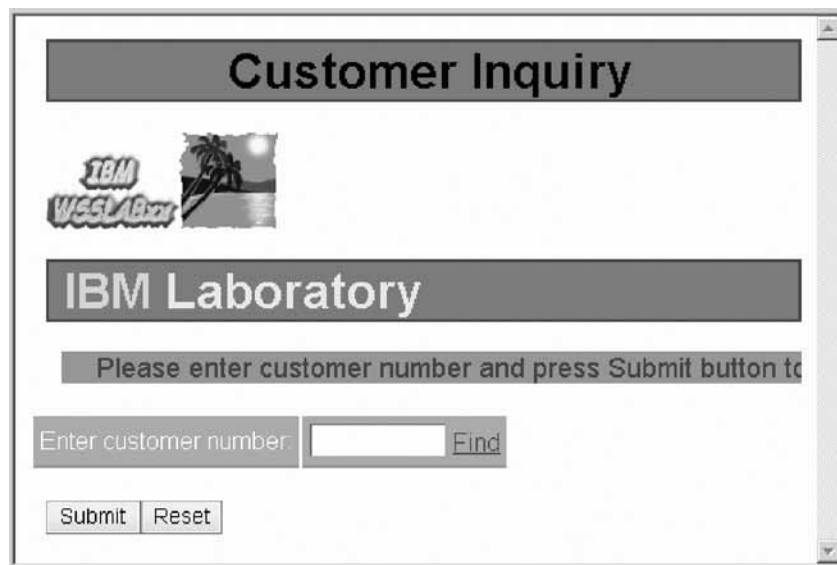 Customer Inquiry
IBM
WSSLABxx
IBM Laboratory
Please enter customer number and press Submit button to
Enter customer number: Find
Submit Reset